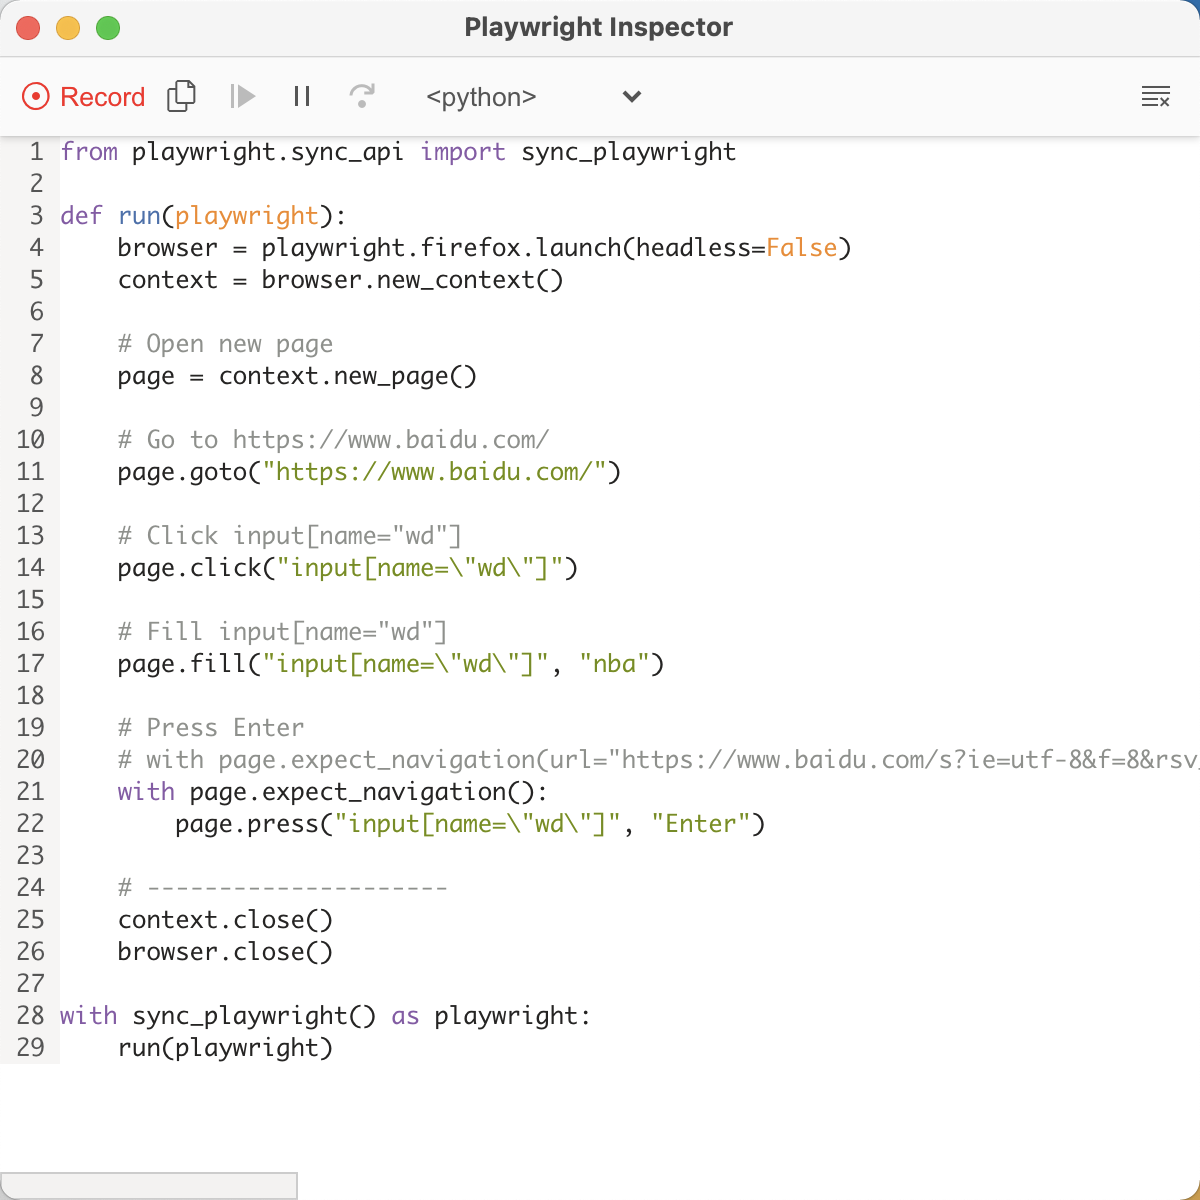 Playwright Inspector
Record <python>
1 from playwright.sync_api import sync_playwright
2
3 def run(playwright):
4     browser = playwright.firefox.launch(headless=False)
5     context = browser.new_context()
6
7     # Open new page
8     page = context.new_page()
9
10     # Go to https://www.baidu.com/
11     page.goto("https://www.baidu.com/")
12
13     # Click input[name="wd"]
14     page.click("input[name=\"wd\"]")
15
16     # Fill input[name="wd"]
17     page.fill("input[name=\"wd\"]", "nba")
18
19     # Press Enter
20     # with page.expect_navigation(url="https://www.baidu.com/s?ie=utf-8&f=8&rsv_
21     with page.expect_navigation():
22         page.press("input[name=\"wd\"]", "Enter")
23
24     # ---------------------
25     context.close()
26     browser.close()
27
28 with sync_playwright() as playwright:
29     run(playwright)